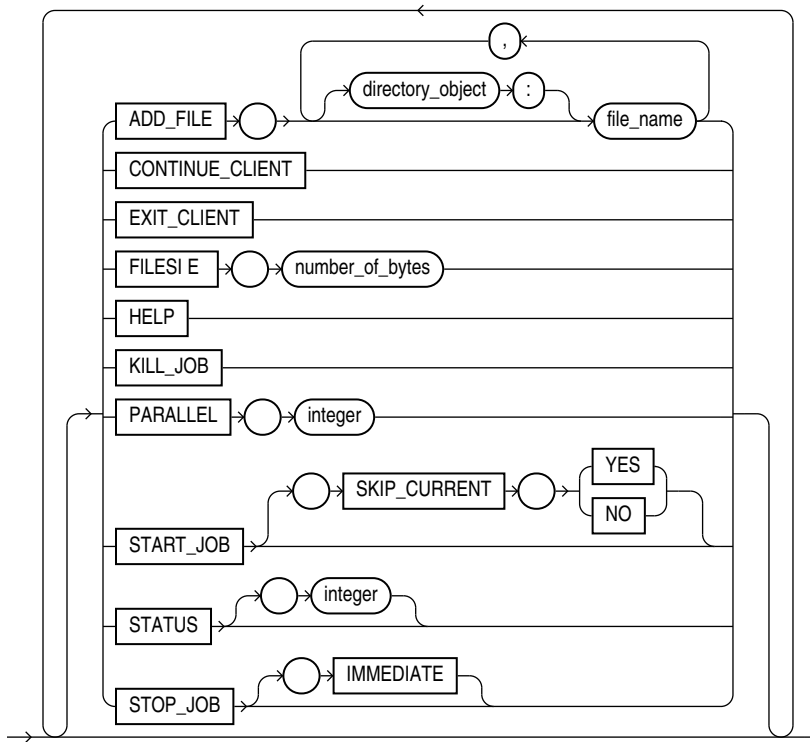 ,
directory_object :
ADD_FILE file_name
CONTINUE_CLIENT
EXIT_CLIENT
FILESI E number_of_bytes
HELP
KILL_JOB
PARALLEL integer
YES
SKIP_CURRENT
NO
START_JOB
integer
STATUS
IMMEDIATE
STOP_JOB